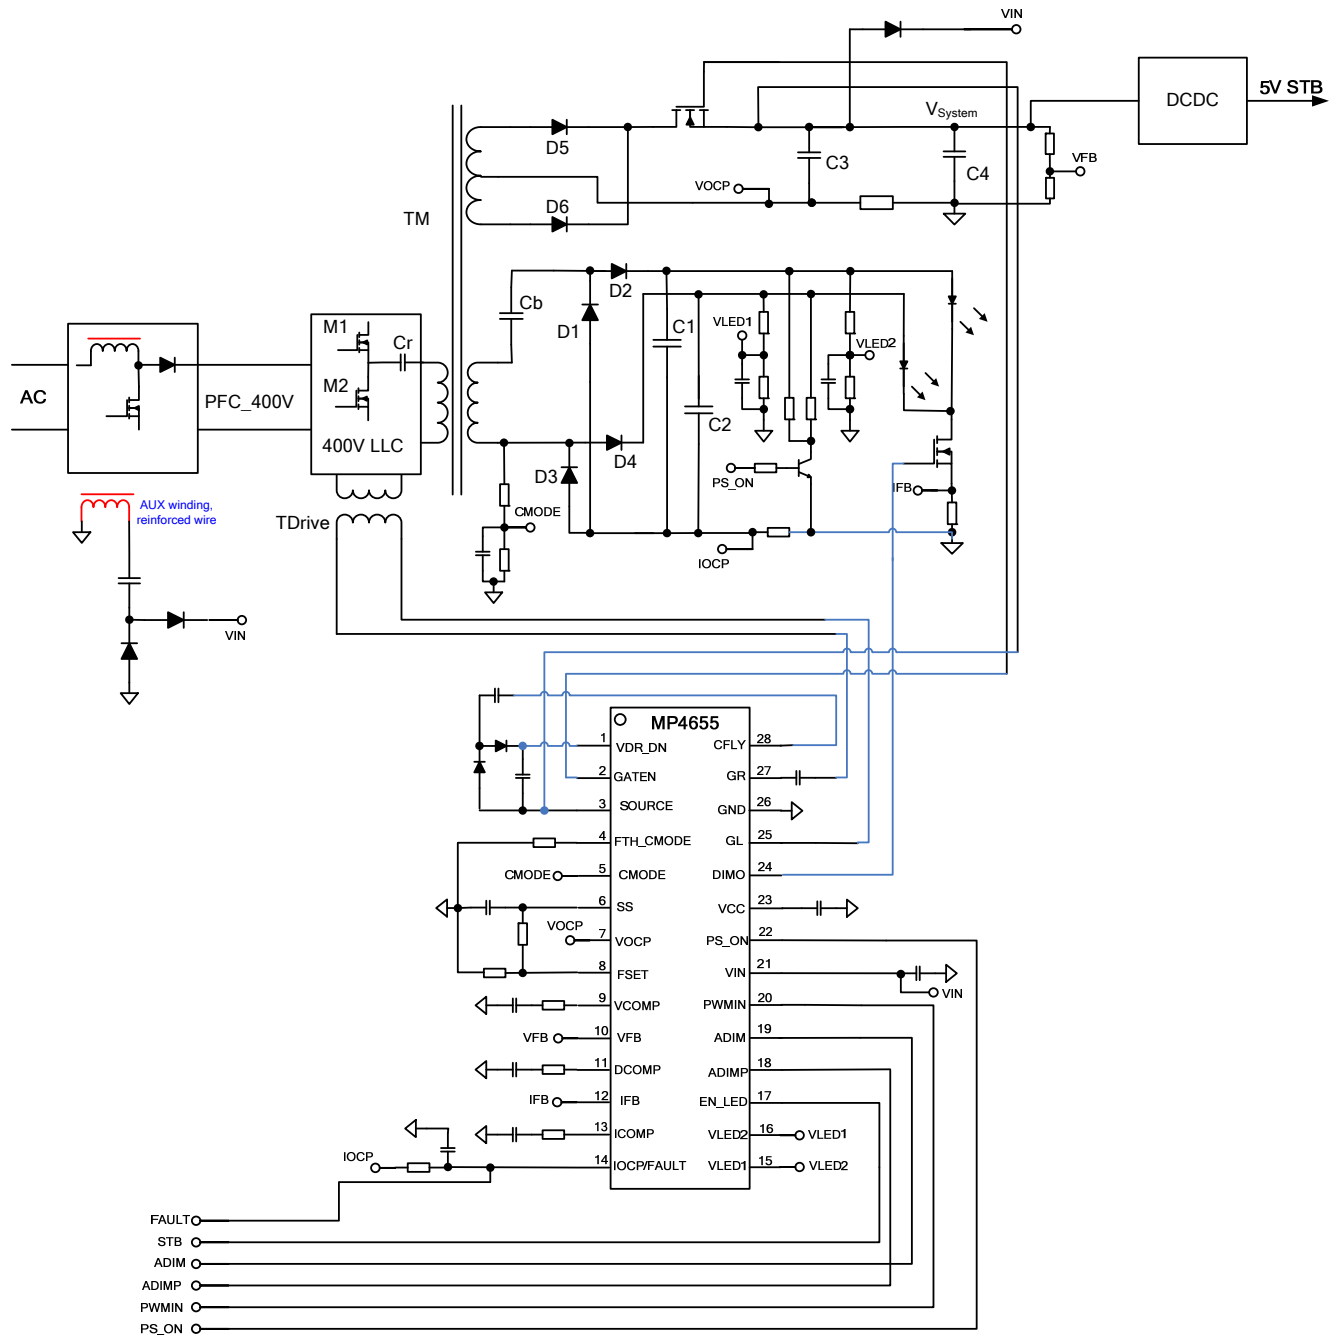 VIN
DCDC
5V STB
VSystem
D5
C3
C4
VFB
VOCP
D6
TM
D2
Cb
D1
C1
VLED1
VLED2
M1
Cr
M2
AC
PFC_400V
400V LLC
C2
D4
D3
PS_ON
IFB
AUX winding,
reinforced wire
TDrive
CMODE
IOCP
VIN
MP4655
1 VDR_DN
CFLY 28
2 GATEN
GR 27
3 SOURCE
GND 26
4 FTH_CMODE
GL 25
CMODE 5 CMODE
DIMO 24
6 SS
VCC 23
VOCP 7 VOCP
PS_ON 22
8 FSET
VIN 21
VIN
9 VCOMP
PWMIN 20
VFB 10 VFB
ADIM 19
11 DCOMP
ADIMP 18
IFB 12 IFB
EN_LED 17
13 ICOMP
VLED2 16 VLED1
IOCP 14 IOCP/FAULT
VLED1 15 VLED2
FAULT
STB
ADIM
ADIMP
PWMIN
PS_ON